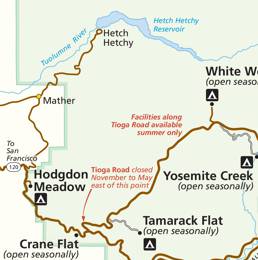 Hetch Hetchy
Reservoir
Tuolumne River
Hetch
Hetchy
White
(open seasonally)
Mather
Facilities along
Tioga Road available
summer only
To
San
Francisco
120
Tioga Road closed
November to May
east of this point
Hodgdon
Meadow
Yosemite Creek
(open seasonally)
Tamarack Flat
(open seasonally)
Crane Flat
(open seasonally)